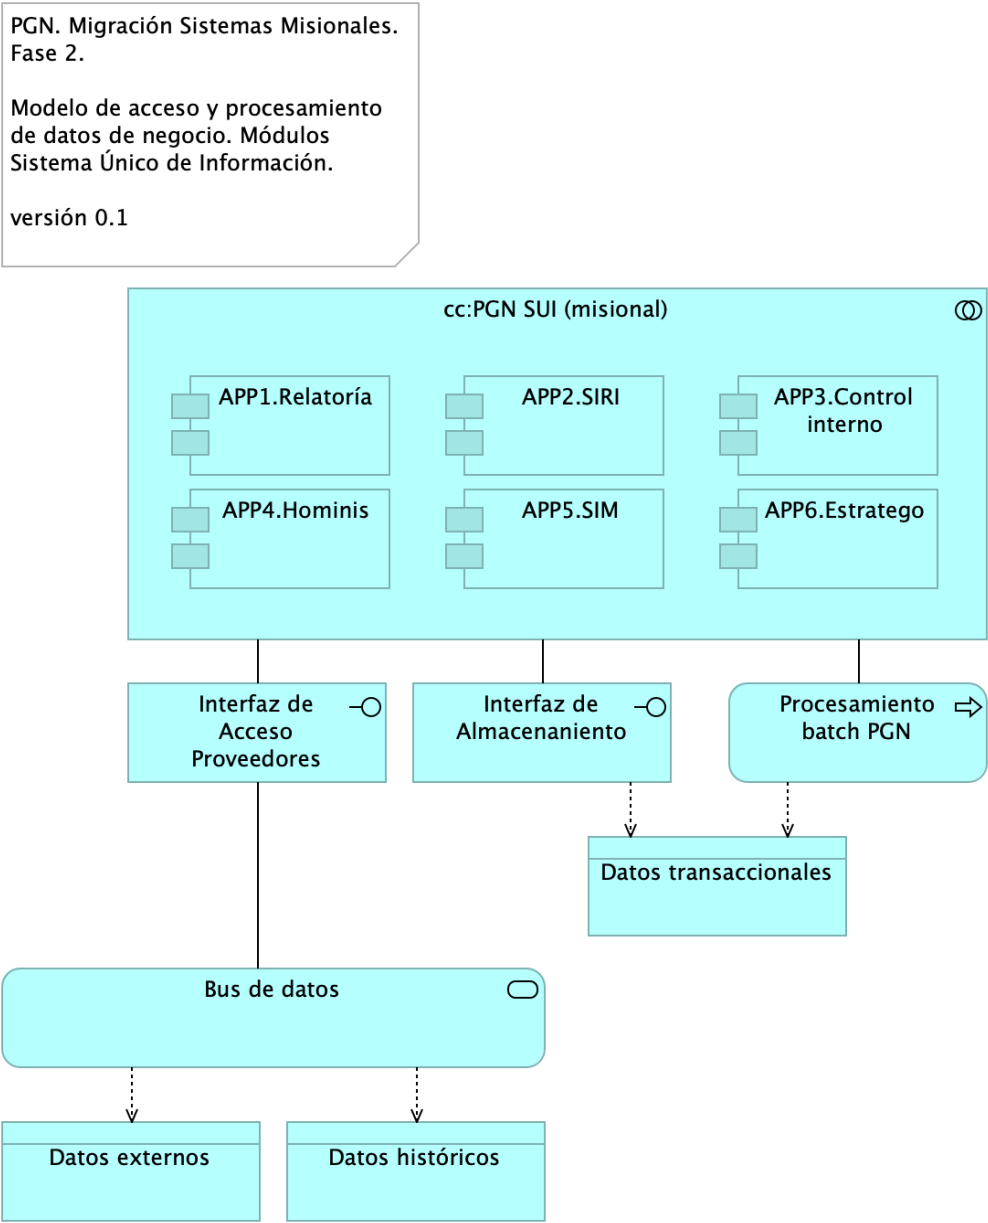 PGN. Migración Sistemas Misionales.
Fase 2.
Modelo de acceso y procesamiento
de datos de negocio. Módulos
Sistema Único de Información.
versión 0.1
cc:PGN SUI (misional)
APP1.Relatoría
APP2.SIRI
APP3.Control
interno
APP4.Hominis
APP5.SIM
APP6.Estratego
Interfaz de
Acceso
Proveedores
Interfaz de
Almacenaniento
Procesamiento
batch PGN
Datos transaccionales
Bus de datos
Datos externos
Datos históricos